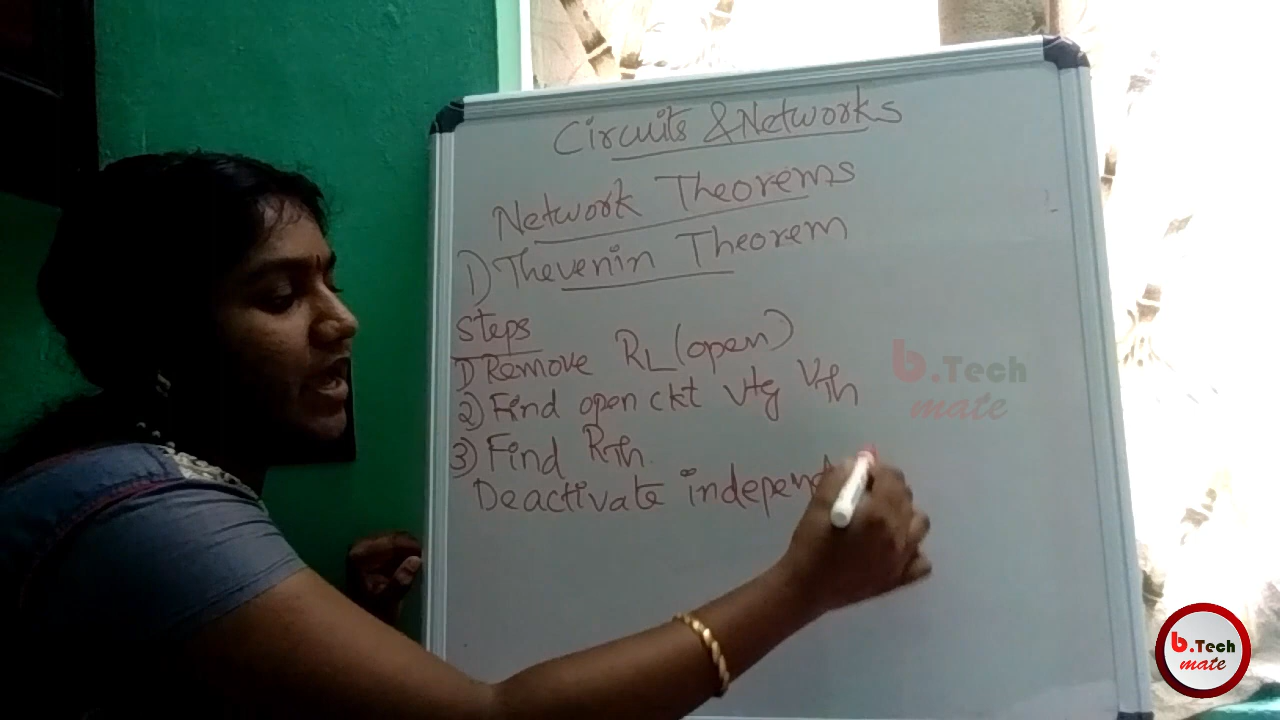 Circuits & Networks
Network Theorems
1) Thevenin Theorem
Steps
1) Remove RL (open)
2) Find open ckt vtg VTh
3) Find RTh.
Deactivate independ
b.Tech
mate
b.Tech
mate